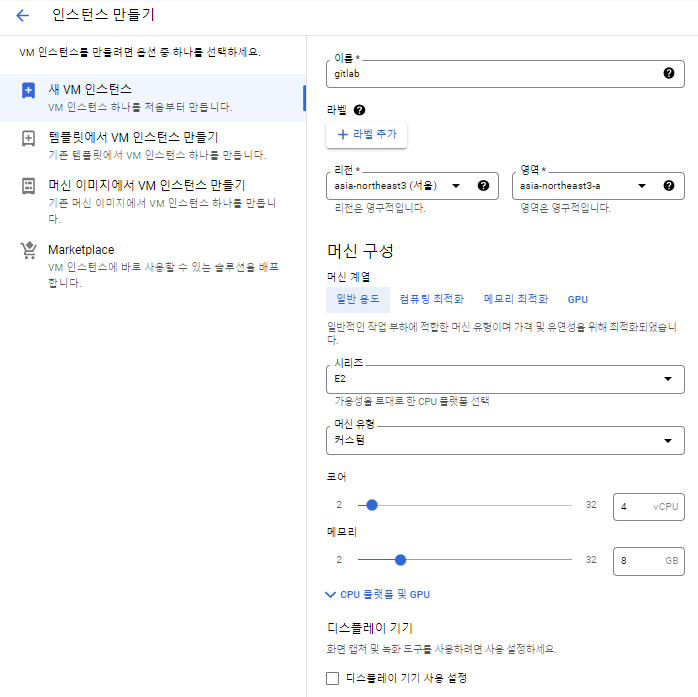 인스턴스 만들기
VM 인스턴스를 만들려면 옵션 중 하나를 선택하세요.
새 VM 인스턴스
VM 인스턴스 하나를 처음부터 만듭니다.
템플릿에서 VM 인스턴스 만들기
기존 템플릿에서 VM 인스턴스 하나를 만듭니다.
머신 이미지에서 VM 인스턴스 만들기
기존 머신 이미지에서 VM 인스턴스 하나를 만듭니
다.
Marketplace
VM 인스턴스에 바로 사용할 수 있는 솔루션을 배포
합니다.
이름 *
gitlab
라벨
라벨 추가
리전 *
asia-northeast3 (서울)
리전은 영구적입니다.
영역 *
asia-northeast3-a
영역은 영구적입니다.
머신 구성
머신 계열
일반 용도 컴퓨팅 최적화 메모리 최적화 GPU
일반적인 작업 부하에 적합한 머신 유형이며 가격 및 유연성을 위해 최적화되었습니
다.
시리즈
E2
가용성을 토대로 한 CPU 플랫폼 선택
머신 유형
커스텀
코어
2 32 4 vCPU
메모리
2 32 8 GB
CPU 플랫폼 및 GPU
디스플레이 기기
화면 캡처 및 녹화 도구를 사용하려면 사용 설정하세요.
디스플레이 기기 사용 설정